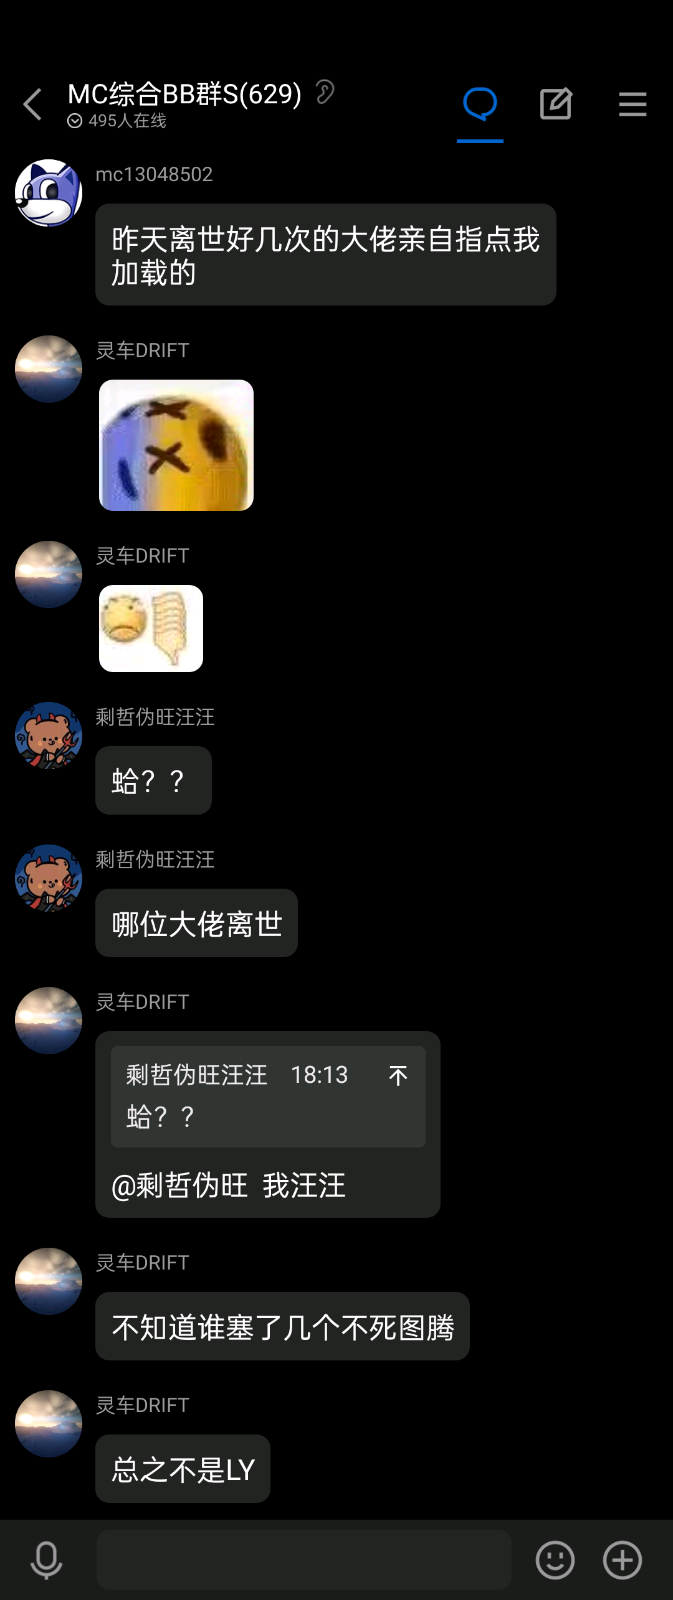 MC综合BB群S(629)
495人在线
mc13048502
昨天离世好几次的大佬亲自指点我
加载的
灵车DRIFT
灵车DRIFT
剩哲伪旺汪汪
蛤？？
剩哲伪旺汪汪
哪位大佬离世
灵车DRIFT
剩哲伪旺汪汪 18:13
蛤？？
@剩哲伪旺 我汪汪
灵车DRIFT
不知道谁塞了几个不死图腾
灵车DRIFT
总之不是LY